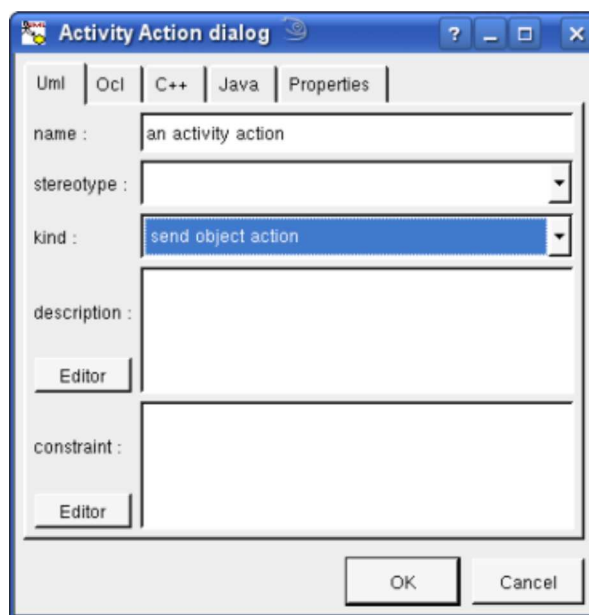 Activity Action dialog
Uml Ocl C++ Java Properties
name : an activity action
stereotype :
kind : send object action
description :
Editor
constraint :
Editor
OK Cancel